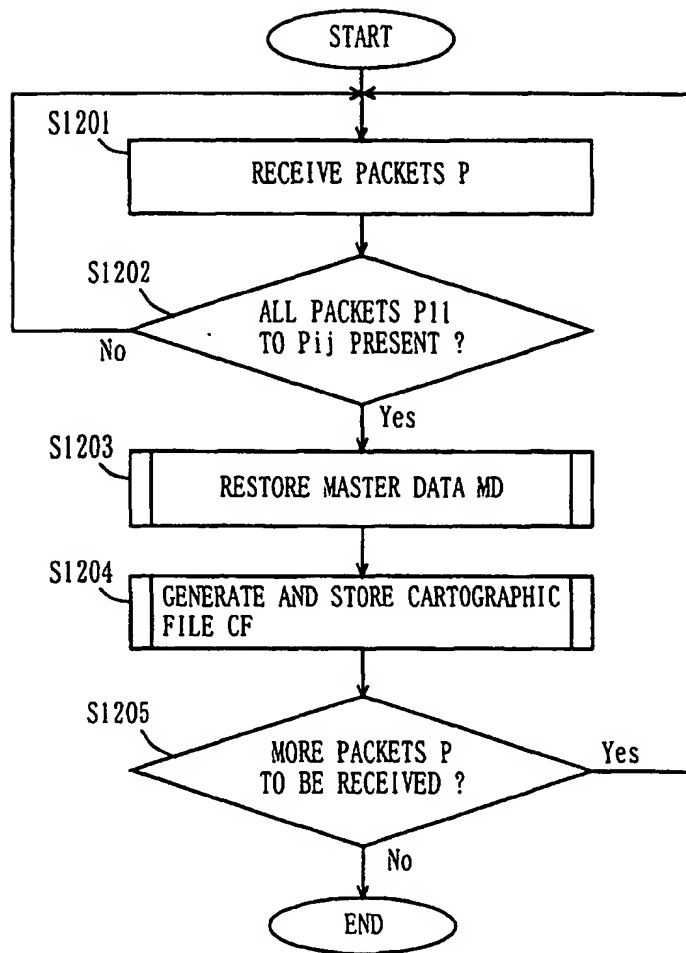 START
S1201
RECEIVE PACKETS P
S1202
ALL PACKETS P11
TO Pij PRESENT ?
No
Yes
S1203
RESTORE MASTER DATA MD
S1204
GENERATE AND STORE CARTOGRAPHIC
FILE CF
S1205
MORE PACKETS P
TO BE RECEIVED ?
Yes
No
END